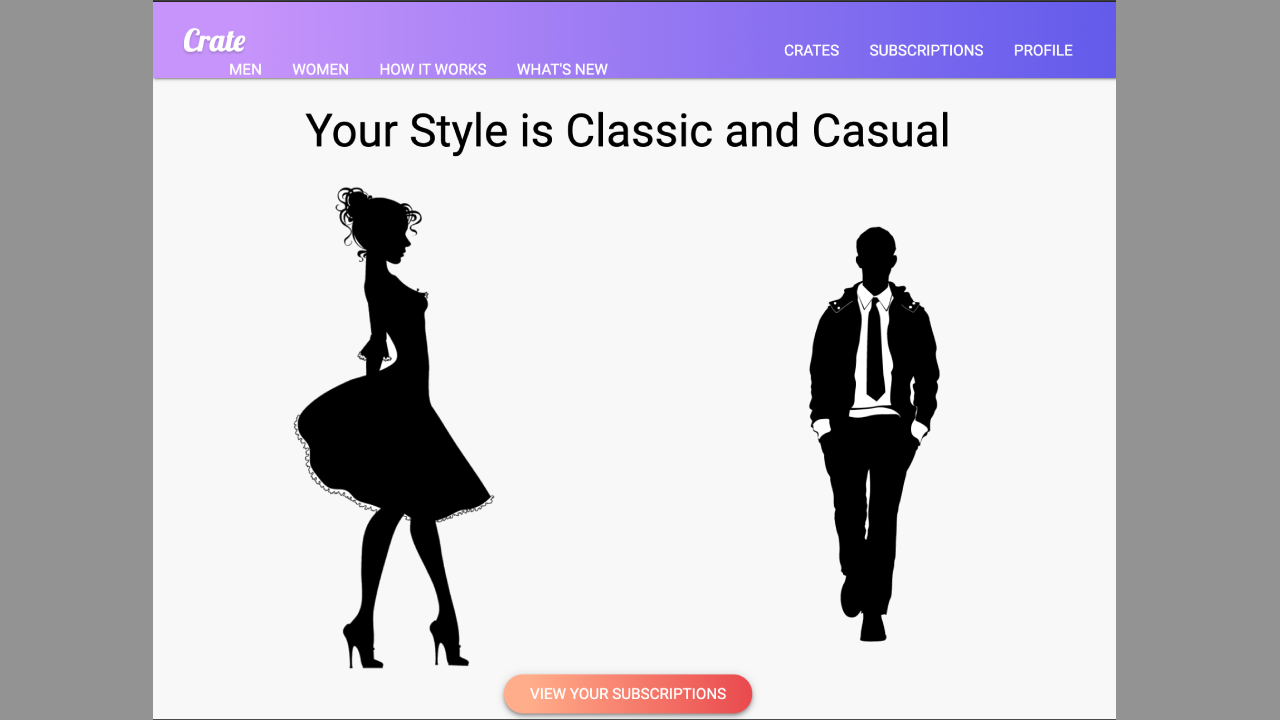 Crate
MEN WOMEN HOW IT WORKS WHAT'S NEW
CRATES SUBSCRIPTIONS PROFILE
Your Style is Classic and Casual
VIEW YOUR SUBSCRIPTIONS